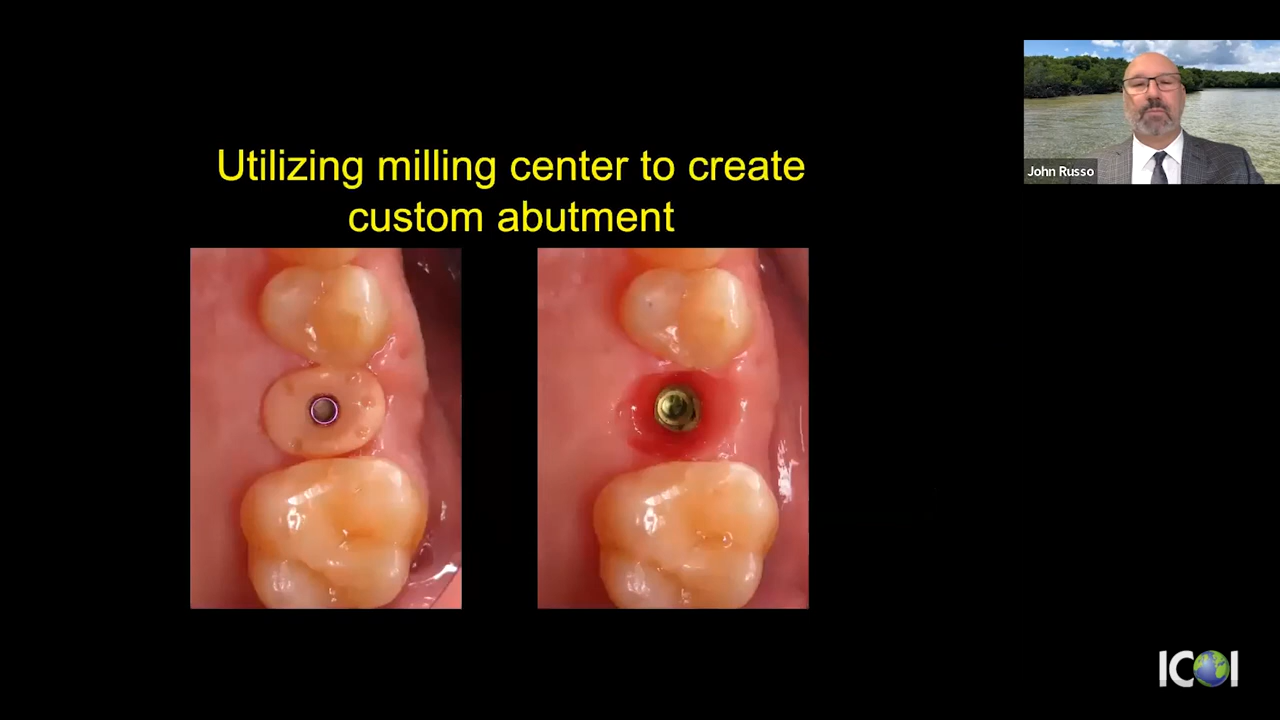 Utilizing milling center to create
custom abutment
John Russo
ICOI